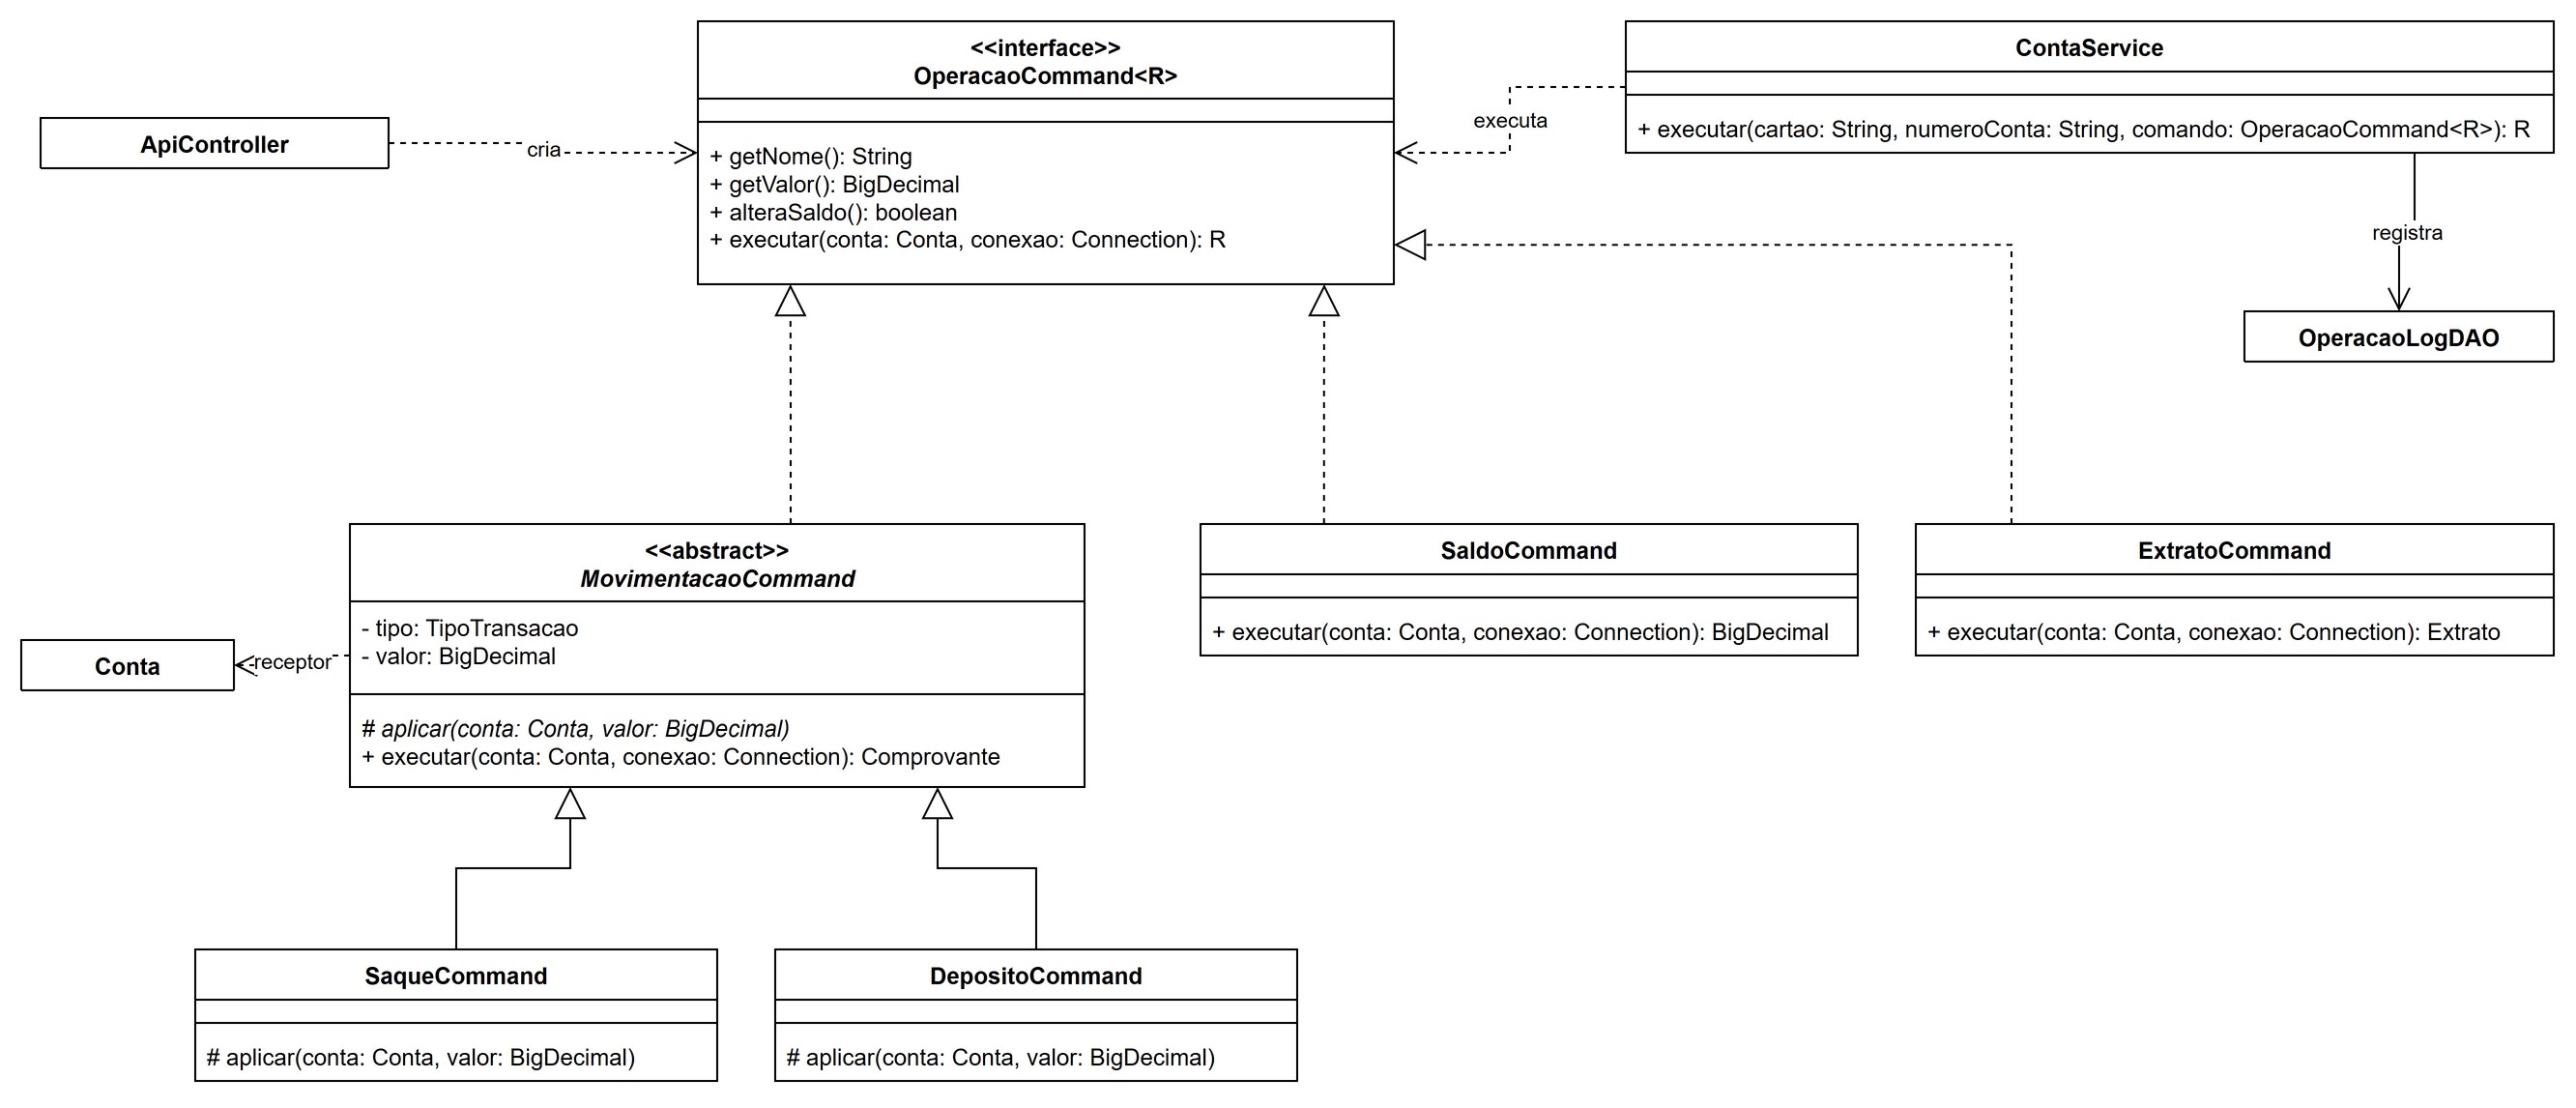 <<interface>>
OperacaoCommand<R>
+ getNome(): String
+ getValor(): BigDecimal
+ alteraSaldo(): boolean
+ executar(conta: Conta, conexao: Connection): R
ContaService
+ executar(cartao: String, numeroConta: String, comando: OperacaoCommand<R>): R
ApiController
cria
executa
registra
OperacaoLogDAO
<<abstract>>
MovimentacaoCommand
- tipo: TipoTransacao
- valor: BigDecimal
# aplicar(conta: Conta, valor: BigDecimal)
+ executar(conta: Conta, conexao: Connection): Comprovante
SaldoCommand
+ executar(conta: Conta, conexao: Connection): BigDecimal
ExtratoCommand
+ executar(conta: Conta, conexao: Connection): Extrato
Conta
receptor
SaqueCommand
# aplicar(conta: Conta, valor: BigDecimal)
DepositoCommand
# aplicar(conta: Conta, valor: BigDecimal)